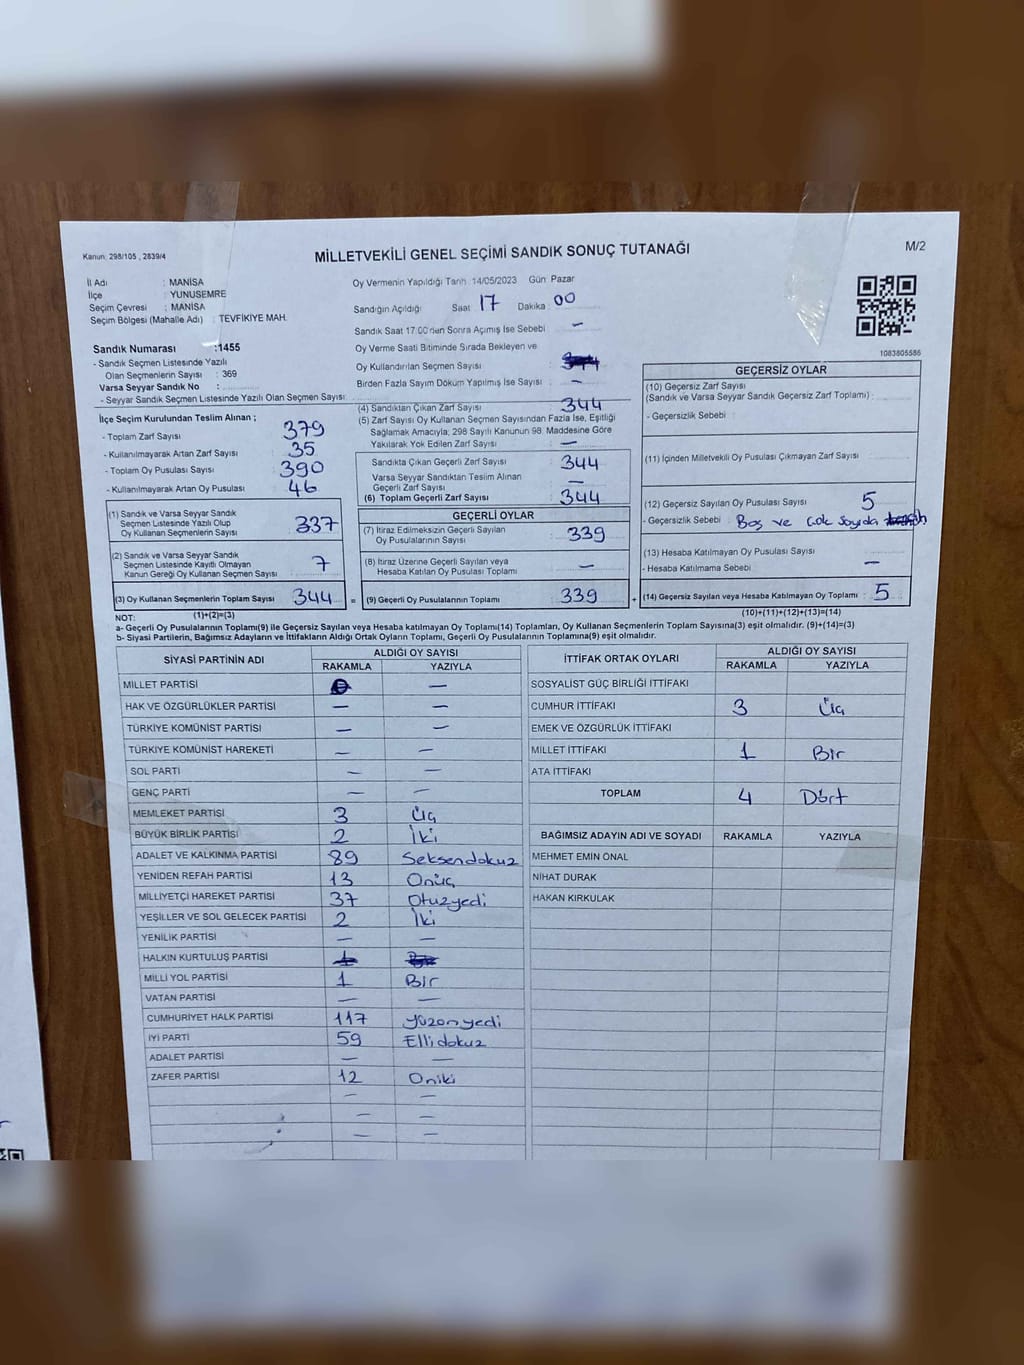 Kanun, 298/105 , 2839/4
MİLLETVEKİLİ GENEL SEÇİMİ SANDIK SONUÇ TUTANAĞI
M/2
İl Adı : MANİSA
İlçe : YUNUSEMRE
Seçim Çevresi : MANİSA
Seçim Bölgesi (Mahalle Adı) : TEVFİKİYE MAH.
Oy Vermenin Yapıldığı Tarih :14/05/2023 Gün: Pazar
Sandığın Açıldığı Saat 17 Dakika 00
Sandık Saat 17:00'nen Sonra Açılmış İse Sebebi –
Oy Verme Saati Bitiminde Sırada Bekleyen ve
Oy Kullandırılan Seçmen Sayısı :
Birden Fazla Sayım Döküm Yapılmış İse Sayısı : –
1083805586
Sandık Numarası :1455
- Sandık Seçmen Listesinde Yazılı
Olan Seçmenlerin Sayısı : 369
Varsa Seyyar Sandık No :
- Seyyar Sandık Seçmen Listesinde Yazılı Olan Seçmen Sayısı:
İlçe Seçim Kurulundan Teslim Alınan ;
- Toplam Zarf Sayısı : 379
- Kullanılmayarak Artan Zarf Sayısı : 35
- Toplam Oy Pusulası Sayısı : 390
- Kullanılmayarak Artan Oy Pusulası : 46
(1) Sandık ve Varsa Seyyar Sandık
Seçmen Listesinde Yazılı Olup
Oy Kullanan Seçmenlerin Sayısı : 337
(2) Sandık ve Varsa Seyyar Sandık
Seçmen Listesinde Kayıtlı Olmayan
Kanun Gereği Oy Kullanan Seçmen Sayısı : 7
(3) Oy Kullanan Seçmenlerin Toplam Sayısı : 344
(1)+(2)=(3)
(4) Sandıktan Çıkan Zarf Sayısı : 344
(5) Zarf Sayısı Oy Kullanan Seçmen Sayısından Fazla İse, Eşitliği
Sağlamak Amacıyla; 298 Sayılı Kanunun 98. Maddesine Göre
Yakılarak Yok Edilen Zarf Sayısı : –
Sandıkta Çıkan Geçerli Zarf Sayısı : 344
Varsa Seyyar Sandıktan Teslim Alınan
Geçerli Zarf Sayısı : –
(6) Toplam Geçerli Zarf Sayısı : 344
GEÇERLİ OYLAR
(7) İtiraz Edilmeksizin Geçerli Sayılan
Oy Pusulalarının Sayısı : 339
(8) İtiraz Üzerine Geçerli Sayılan veya
Hesaba Katılan Oy Pusulası Toplamı : –
= (9) Geçerli Oy Pusulalarının Toplamı : 339
GEÇERSİZ OYLAR
(10) Geçersiz Zarf Sayısı
(Sandık ve Varsa Seyyar Sandık Geçersiz Zarf Toplamı) :
- Geçersizlik Sebebi :
(11) İçinden Milletvekili Oy Pusulası Çıkmayan Zarf Sayısı :
(12) Geçersiz Sayılan Oy Pusulası Sayısı : 5
- Geçersizlik Sebebi : Boş ve Çok Sayıda
(13) Hesaba Katılmayan Oy Pusulası Sayısı :
- Hesaba Katılmama Sebebi : –
+ (14) Geçersiz Sayılan veya Hesaba Katılmayan Oy Toplamı : 5
(10)+(11)+(12)+(13)=(14)
NOT:
a- Geçerli Oy Pusulalarının Toplamı(9) ile Geçersiz Sayılan veya Hesaba katılmayan Oy Toplamı(14) Toplamları, Oy Kullanan Seçmenlerin Toplam Sayısına(3) eşit olmalıdır. (9)+(14)=(3)
b- Siyasi Partilerin, Bağımsız Adayların ve İttifakların Aldığı Ortak Oyların Toplamı, Geçerli Oy Pusulalarının Toplamına(9) eşit olmalıdır.
SİYASİ PARTİNİN ADI ALDIĞI OY SAYISI
RAKAMLA YAZIYLA
MİLLET PARTİSİ –
HAK VE ÖZGÜRLÜKLER PARTİSİ – –
TÜRKİYE KOMÜNİST PARTİSİ – –
TÜRKİYE KOMÜNİST HAREKETİ – –
SOL PARTİ – –
GENÇ PARTİ – –
MEMLEKET PARTİSİ 3 Üç
BÜYÜK BİRLİK PARTİSİ 2 İki
ADALET VE KALKINMA PARTİSİ 89 Seksendokuz
YENİDEN REFAH PARTİSİ 13 Onüç
MİLLİYETÇİ HAREKET PARTİSİ 37 Otuzyedi
YEŞİLLER VE SOL GELECEK PARTİSİ 2 İki
YENİLİK PARTİSİ – –
HALKIN KURTULUŞ PARTİSİ
MİLLİ YOL PARTİSİ 1 Bir
VATAN PARTİSİ – –
CUMHURİYET HALK PARTİSİ 117 Yüzonyedi
İYİ PARTİ 59 Ellidokuz
ADALET PARTİSİ – –
ZAFER PARTİSİ 12 Oniki
– –
– –
– –
İTTİFAK ORTAK OYLARI ALDIĞI OY SAYISI
RAKAMLA YAZIYLA
SOSYALİST GÜÇ BİRLİĞİ İTTİFAKI
CUMHUR İTTİFAKI 3 Üç
EMEK VE ÖZGÜRLÜK İTTİFAKI
MİLLET İTTİFAKI 1 Bir
ATA İTTİFAKI
TOPLAM 4 Dört
BAĞIMSIZ ADAYIN ADI VE SOYADI RAKAMLA YAZIYLA
MEHMET EMİN ÖNAL
NİHAT DURAK
HAKAN KIRKULAK